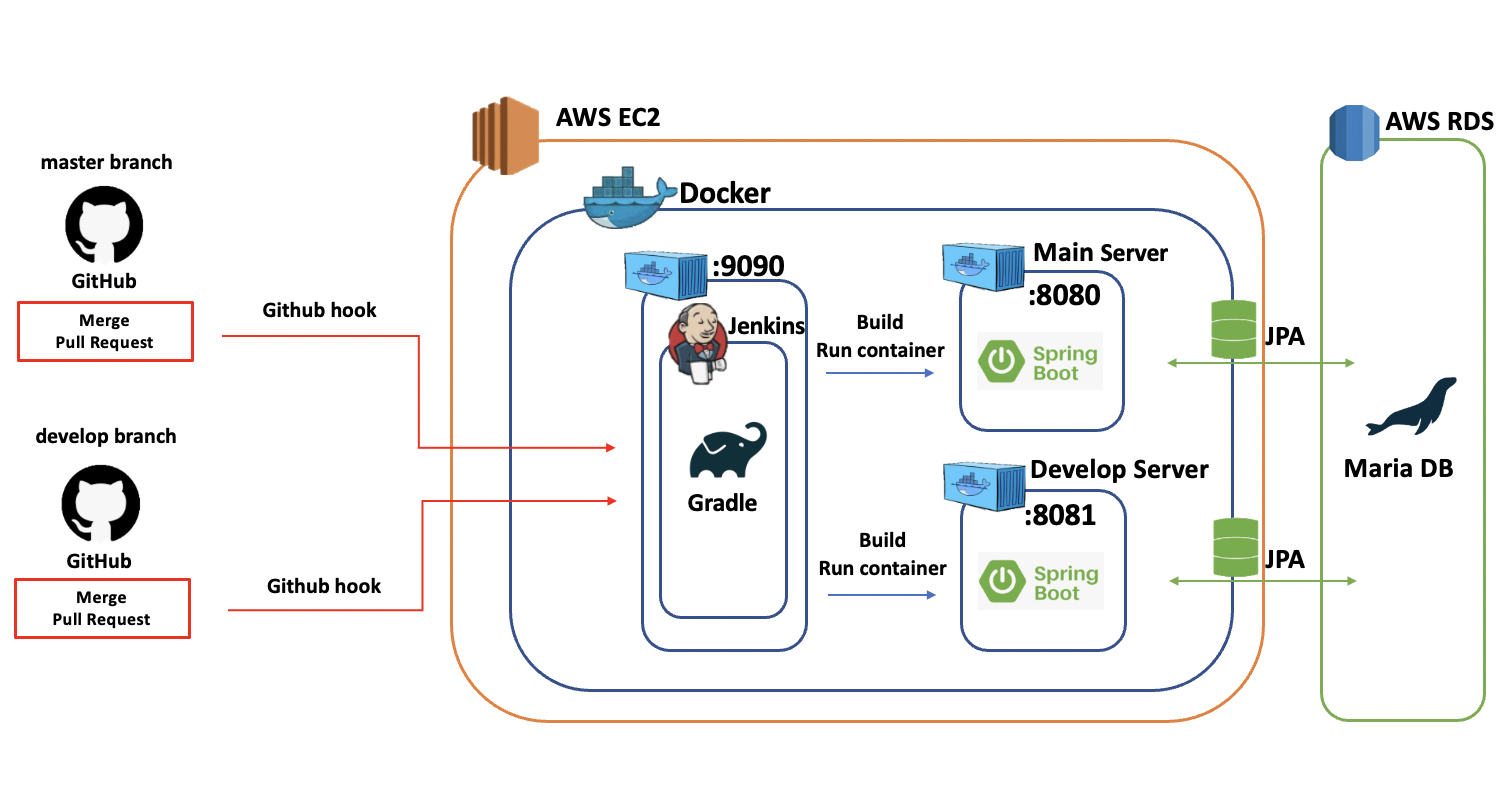 AWS EC2
AWS RDS
master branch
GitHub
Merge
Pull Request
Github hook
develop branch
GitHub
Merge
Pull Request
Github hook
Docker
:9090
Jenkins
Gradle
Build
Run container
Build
Run container
Main Server
:8080
Spring
Boot
Develop Server
:8081
Spring
Boot
JPA
JPA
Maria DB